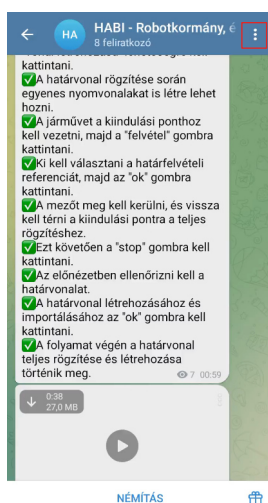 HA
HABI - Robotkormány, é
8 feliratkozó
kattintani.
✅A határvonal rögzítése során
egyenes nyomvonalakat is létre lehet
hozni.
✅A járművet a kiindulási ponthoz
kell vezetni, majd a "felvétel" gombra
kattintani.
✅Ki kell választani a határfelvételi
referenciát, majd az "ok" gombra
kattintani.
✅A mezőt meg kell kerülni, és vissza
kell térni a kiindulási pontra a teljes
rögzítéshez.
✅Ezt követően a "stop" gombra kell
kattintani.
✅Az előnézetben ellenőrizni kell a
határvonalat.
✅A határvonal létrehozásához és
importálásához az "ok" gombra kell
kattintani.
✅A folyamat végén a határvonal
teljes rögzítése és létrehozása
történik meg.
7 00:59
0:38
27,0 MB
NÉMÍTÁS